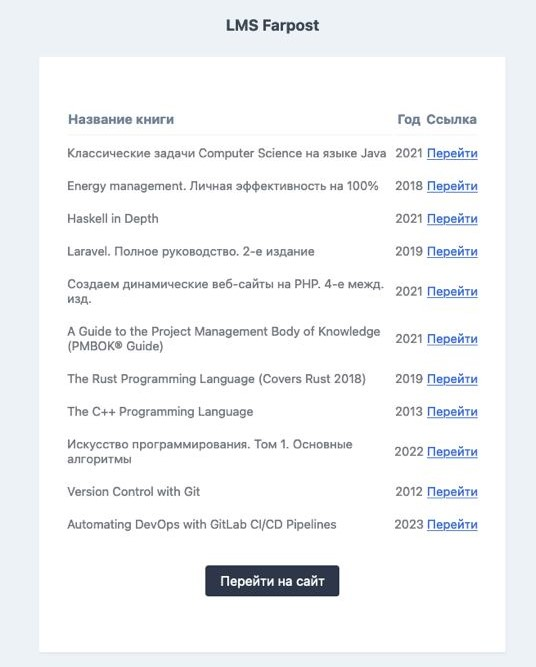 LMS Farpost
Название книги Год Ссылка
Классические задачи Computer Science на языке Java 2021 Перейти
Energy management. Личная эффективность на 100% 2018 Перейти
Haskell in Depth 2021 Перейти
Laravel. Полное руководство. 2-е издание 2019 Перейти
Создаем динамические веб-сайты на PHP. 4-е межд.
изд. 2021 Перейти
A Guide to the Project Management Body of Knowledge
(PMBOK® Guide) 2021 Перейти
The Rust Programming Language (Covers Rust 2018) 2019 Перейти
The C++ Programming Language 2013 Перейти
Искусство программирования. Том 1. Основные
алгоритмы 2022 Перейти
Version Control with Git 2012 Перейти
Automating DevOps with GitLab CI/CD Pipelines 2023 Перейти
Перейти на сайт